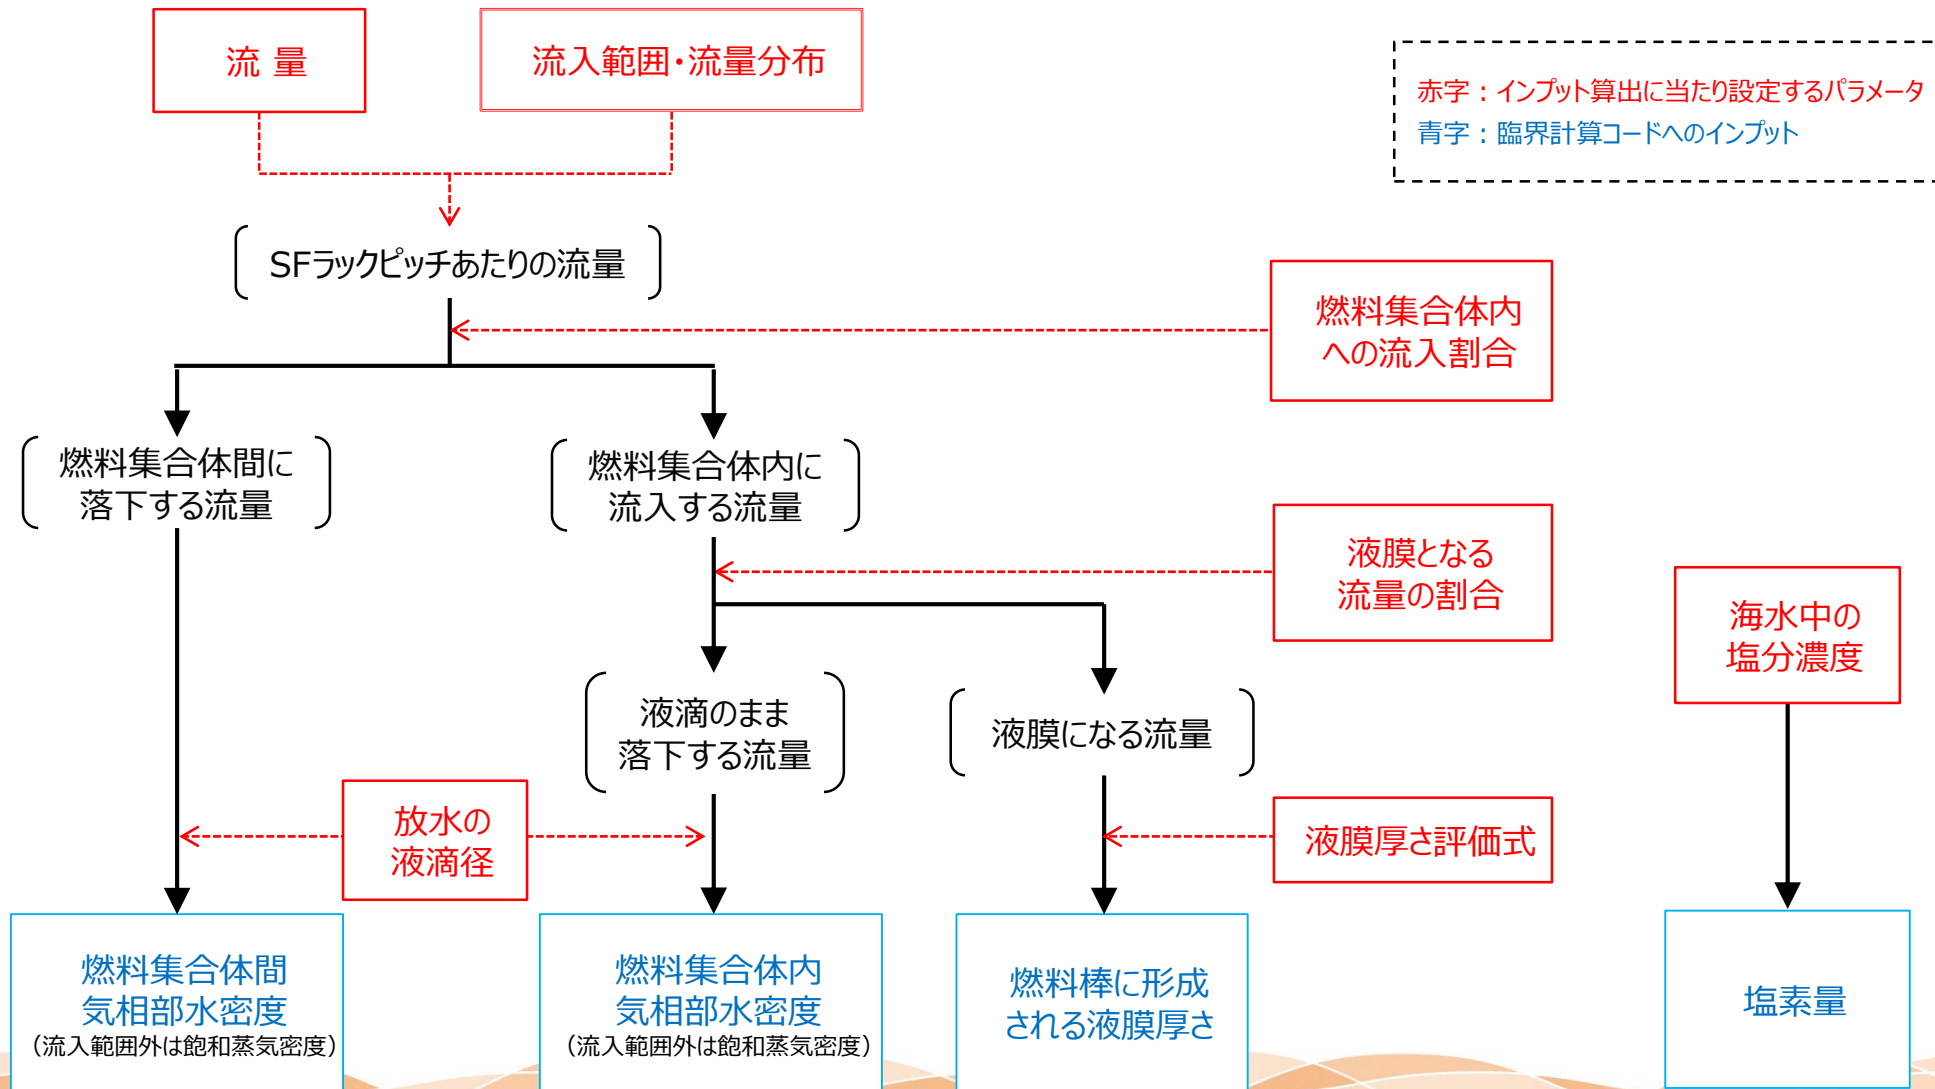 流 量
流入範囲・流量分布
赤字：インプット算出に当たり設定するパラメータ
青字：臨界計算コードへのインプット
SFラックピッチあたりの流量
燃料集合体内
への流入割合
燃料集合体間に
落下する流量
燃料集合体内に
流入する流量
液膜となる
流量の割合
海水中の
塩分濃度
液滴のまま
落下する流量
液膜になる流量
放水の
液滴径
液膜厚さ評価式
燃料集合体間
気相部水密度
（流入範囲外は飽和蒸気密度）
燃料集合体内
気相部水密度
（流入範囲外は飽和蒸気密度）
燃料棒に形成
される液膜厚さ
塩素量